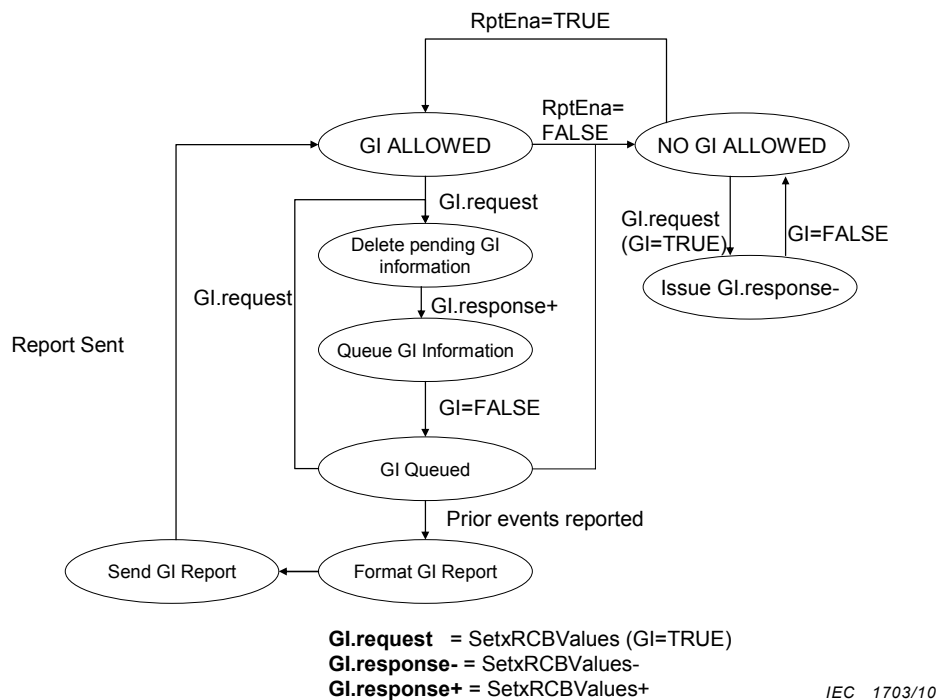 RptEna=TRUE
RptEna=
FALSE
GI ALLOWED
NO GI ALLOWED
GI.request
GI.request
(GI=TRUE)
GI=FALSE
Delete pending GI
information
GI.request
Issue GI.response-
GI.response+
Report Sent
Queue GI Information
GI=FALSE
GI Queued
Prior events reported
Send GI Report
Format GI Report
GI.request = SetxRCBValues (GI=TRUE)
GI.response- = SetxRCBValues-
GI.response+ = SetxRCBValues+
IEC 1703/10